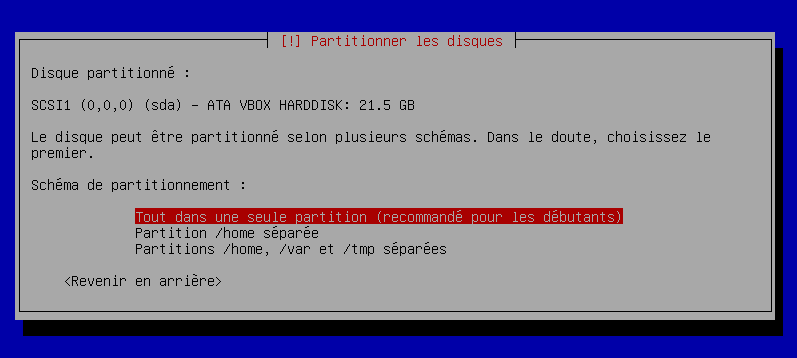 [!] Partitionner les disques
Disque partitionné :
SCSI1 (0,0,0) (sda) - ATA VBOX HARDDISK: 21.5 GB
Le disque peut être partitionné selon plusieurs schémas. Dans le doute, choisissez le
premier.
Schéma de partitionnement :
Tout dans une seule partition (recommandé pour les débutants)
Partition /home séparée
Partitions /home, /var et /tmp séparées
<Revenir en arrière>